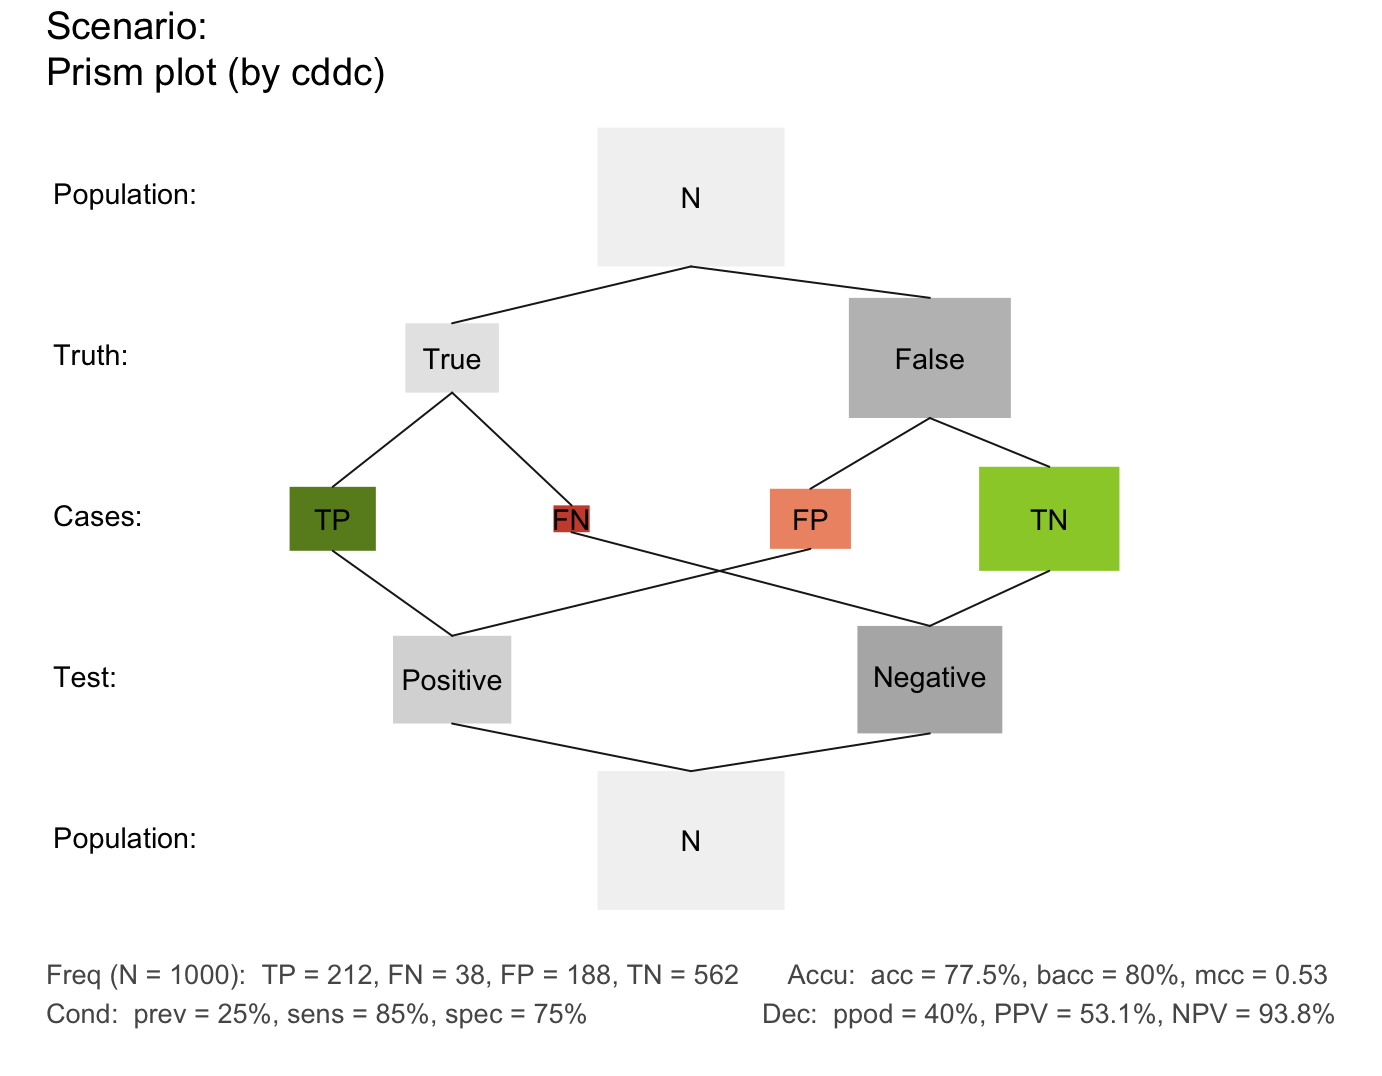 Scenario:
Prism plot (by cddc)
Population:
N
Truth:
True
False
Cases:
TP
FN
FP
TN
Test:
Positive
Negative
Population:
N
Freq (N = 1000):  TP = 212, FN = 38, FP = 188, TN = 562
Accu:  acc = 77.5%, bacc = 80%, mcc = 0.53
Cond:  prev = 25%, sens = 85%, spec = 75%
Dec:  ppod = 40%, PPV = 53.1%, NPV = 93.8%